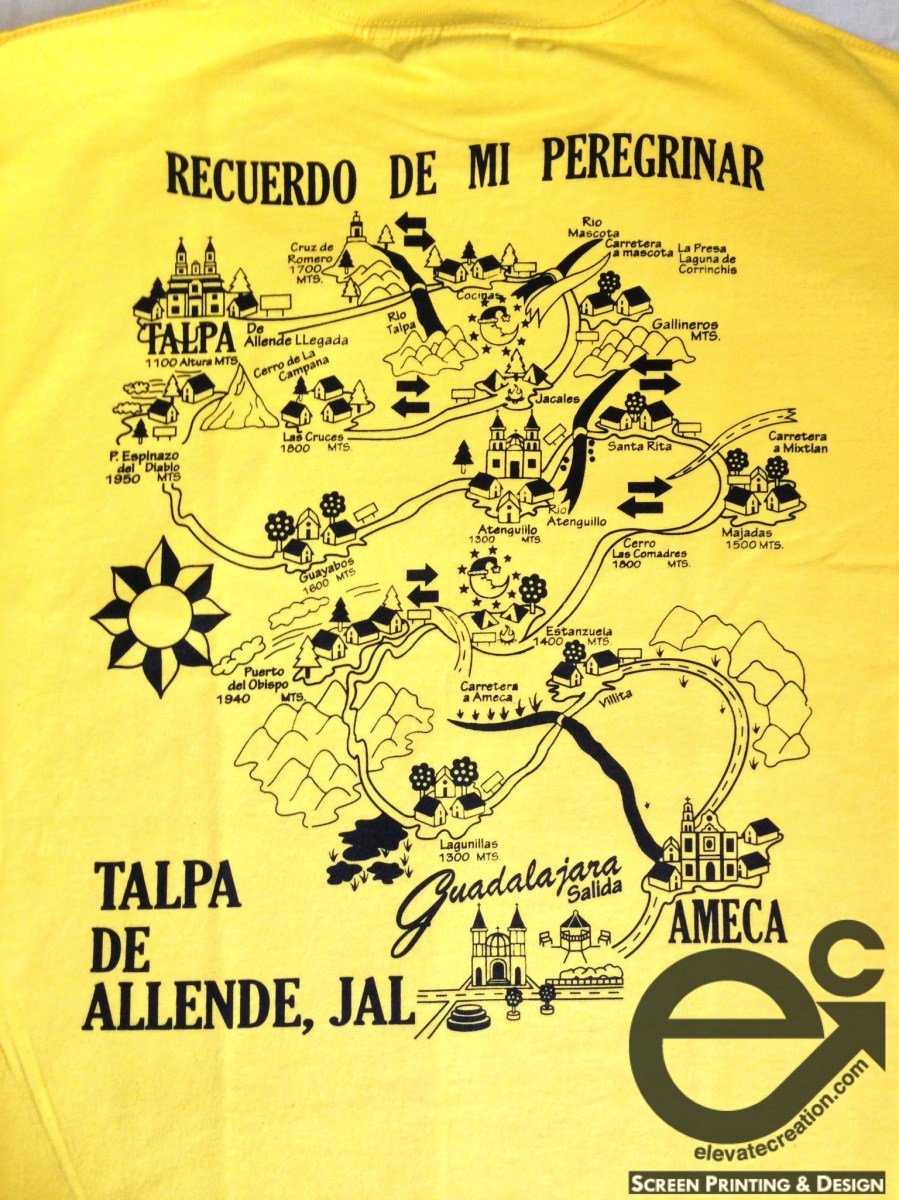 RECUERDO DE MI PEREGRINAR
Cruz de
Romero
1700
MTS.
Rio
Mascota
Carretera
a mascota
La Presa
Laguna de
Corrinchis
Cocinas
TALPA De
Allende LLegada
1100 Altura MTS.
Rio
Talpa
Gallineros
MTS.
Cerro de La
Campana
Jacales
Las Cruces
1800 MTS.
Santa Rita
Carretera
a Mixtlan
P. Espinazo
del Diablo
1950 MTS
Rio
Atenguillo
Atenguillo
1300 MTS.
Majadas
1500 MTS.
Cerro
Las Comadres
1800 MTS.
Guayabos
1600 MTS
Estanzuela
1400 MTS.
Puerto
del Obispo
1940 MTS.
Carretera
a Ameca
Villita
Lagunillas
1300 MTS.
Guadalajara
Salida
AMECA
TALPA
DE
ALLENDE, JAL
ec
elevatecreation.com
SCREEN PRINTING & DESIGN